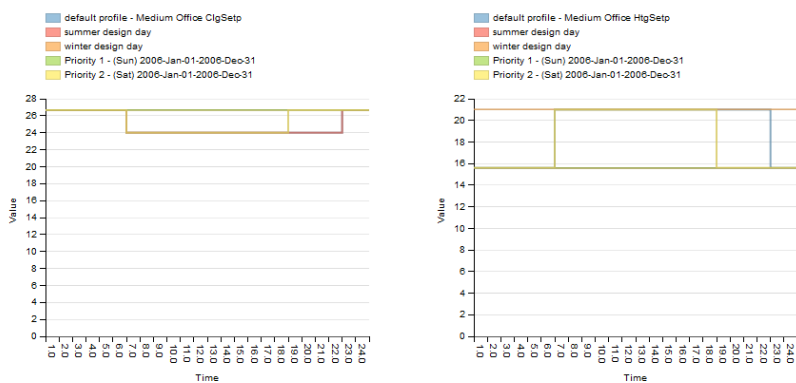 default profile - Medium Office ClgSetp
summer design day
winter design day
Priority 1 - (Sun) 2006-Jan-01-2006-Dec-31
Priority 2 - (Sat) 2006-Jan-01-2006-Dec-31
28
26
24
22
20
18
16
14
12
10
8
6
4
2
0
Value
1.0 2.0 3.0 4.0 5.0 6.0 7.0 8.0 9.0 10.0 11.0 12.0 13.0 14.0 15.0 16.0 17.0 18.0 19.0 20.0 21.0 22.0 23.0 24.0
Time
default profile - Medium Office HtgSetp
summer design day
winter design day
Priority 1 - (Sun) 2006-Jan-01-2006-Dec-31
Priority 2 - (Sat) 2006-Jan-01-2006-Dec-31
22
20
18
16
14
12
10
8
6
4
2
0
Value
1.0 2.0 3.0 4.0 5.0 6.0 7.0 8.0 9.0 10.0 11.0 12.0 13.0 14.0 15.0 16.0 17.0 18.0 19.0 20.0 21.0 22.0 23.0 24.0
Time